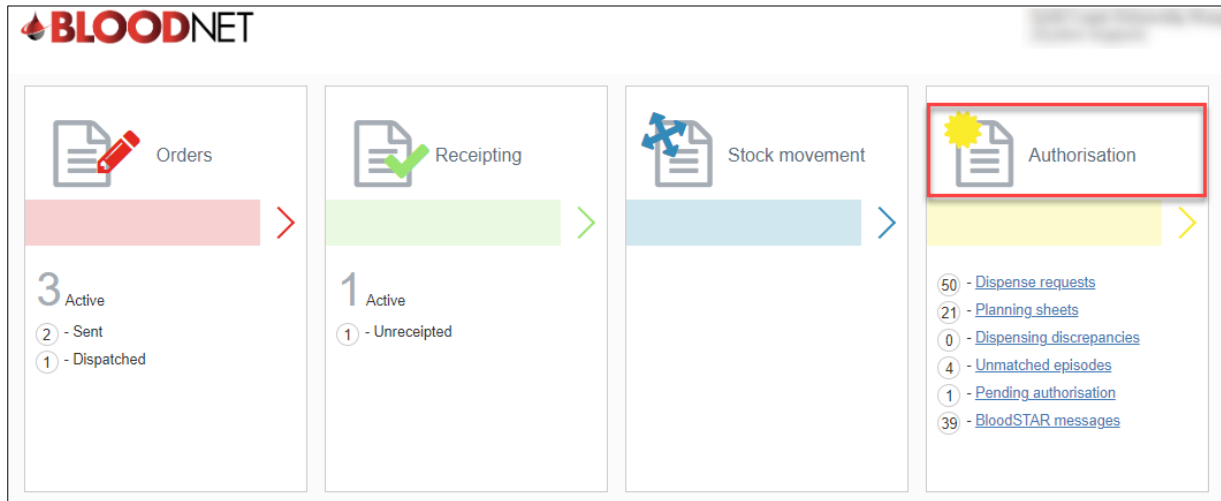 BLOODNET
Orders
3 Active
2 - Sent
1 - Dispatched
Receipting
1 Active
1 - Unreceipted
Stock movement
Authorisation
50 - Dispense requests
21 - Planning sheets
0 - Dispensing discrepancies
4 - Unmatched episodes
1 - Pending authorisation
39 - BloodSTAR messages